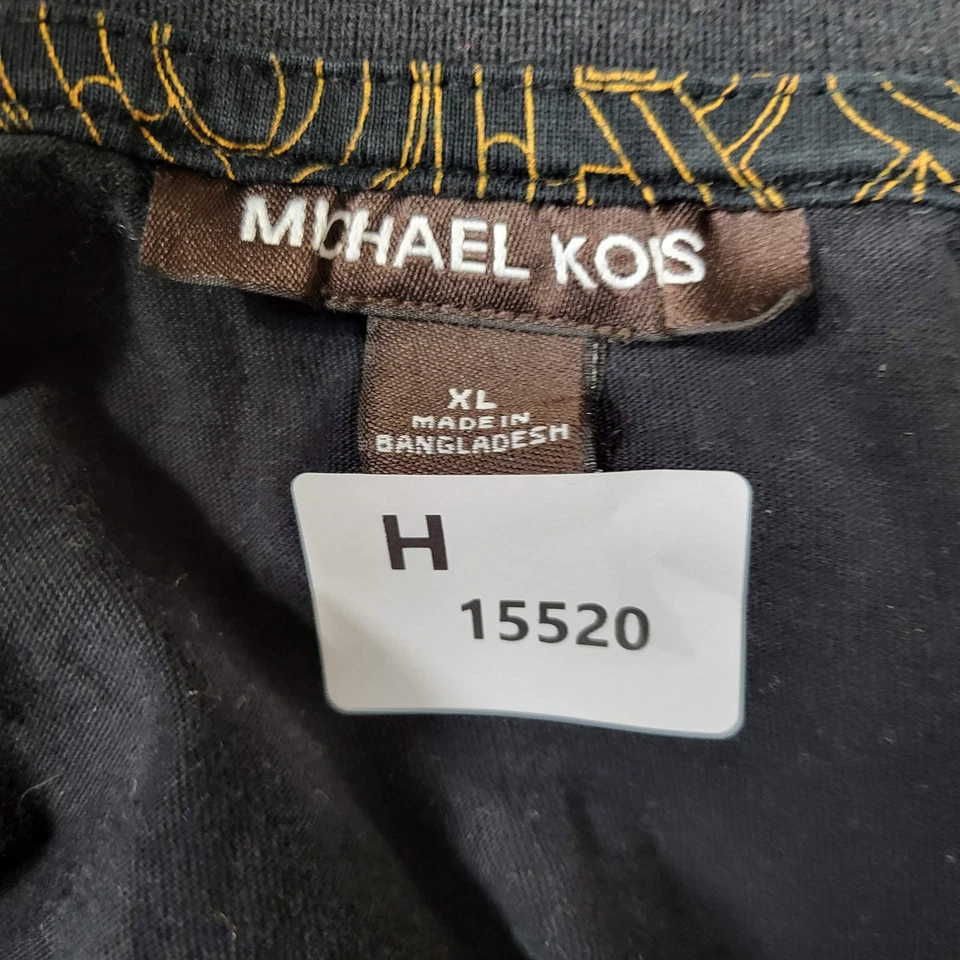 MICHAEL KORS
XL
MADE IN
BANGLADESH
H
15520